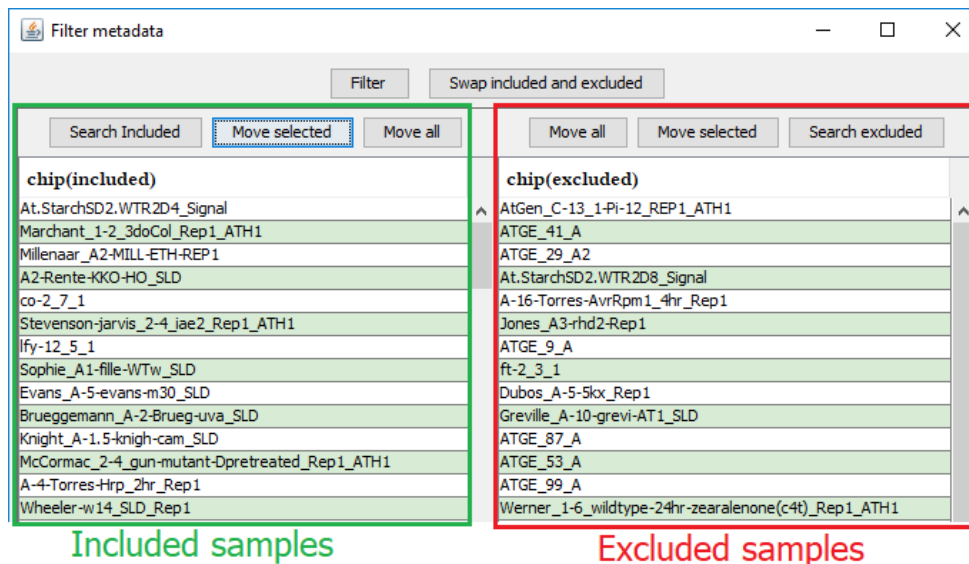 Filter metadata
Filter Swap included and excluded
Search Included Move selected Move all Move all Move selected Search excluded
chip(included) chip(excluded)
At.StarchSD2.WTR2D4_Signal AtGen_C-13_1-Pi-12_REP1_ATH1
Marchant_1-2_3doCol_Rep1_ATH1 ATGE_41_A
Millenaar_A2-MILL-ETH-REP1 ATGE_29_A2
A2-Rente-KKO-HO_SLD At.StarchSD2.WTR2D8_Signal
co-2_7_1 A-16-Torres-AvrRpm1_4hr_Rep1
Stevenson-jarvis_2-4_jae2_Rep1_ATH1 Jones_A3-rhd2-Rep1
lfy-12_5_1 ATGE_9_A
Sophie_A1-fille-WTw_SLD ft-2_3_1
Evans_A-5-evans-m30_SLD Dubos_A-5-5kx_Rep1
Brueggemann_A-2-Brueg-uva_SLD Greville_A-10-grevi-AT1_SLD
Knight_A-1.5-knigh-cam_SLD ATGE_87_A
McCormac_2-4_gun-mutant-Dpretreated_Rep1_ATH1 ATGE_53_A
A-4-Torres-Hrp_2hr_Rep1 ATGE_99_A
Wheeler-w14_SLD_Rep1 Werner_1-6_wildtype-24hr-zearalenone(c4t)_Rep1_ATH1
Included samples Excluded samples